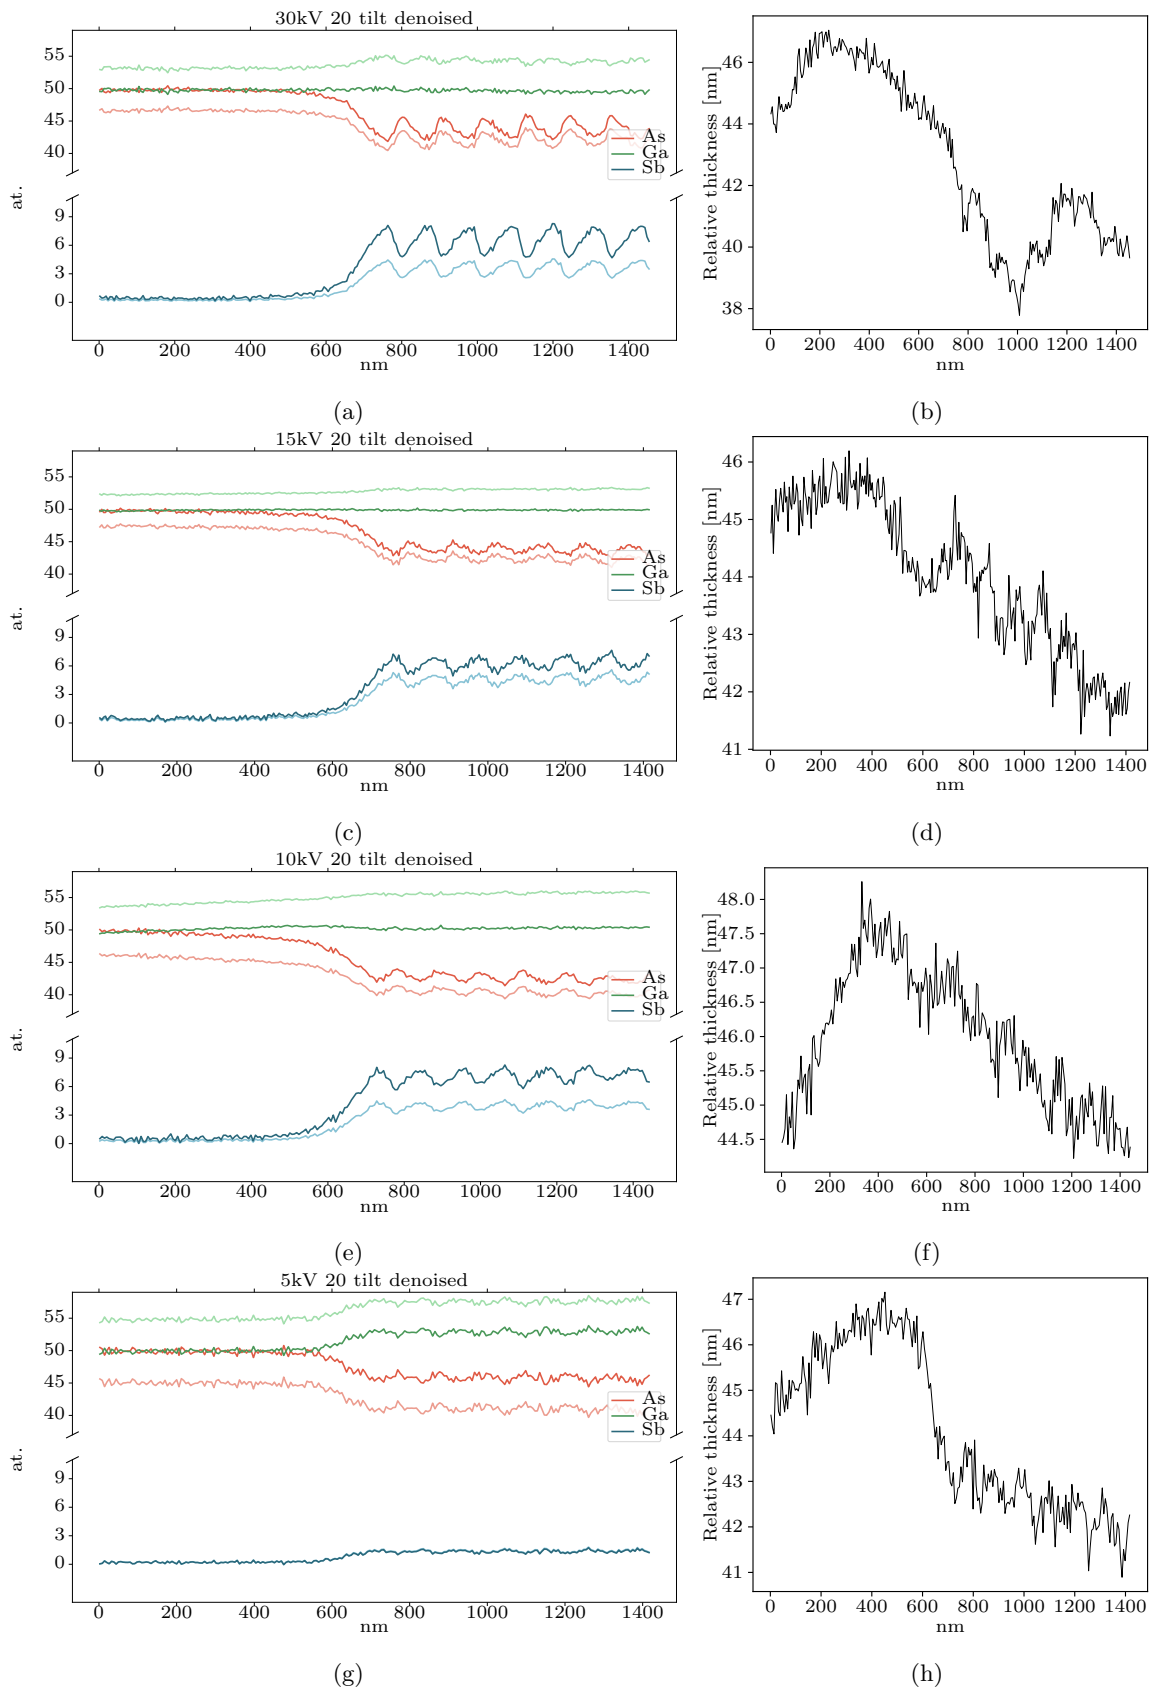 30kV 20 tilt denoised
55
50
45
40
9
6
3
0
at.
As
Ga
Sb
0 200 400 600 800 1000 1200 1400
nm
(a)
46
44
42
40
38
Relative thickness [nm]
0 200 400 600 800 1000 1200 1400
nm
(b)
15kV 20 tilt denoised
55
50
45
40
9
6
3
0
at.
As
Ga
Sb
0 200 400 600 800 1000 1200 1400
nm
(c)
46
45
44
43
42
41
Relative thickness [nm]
0 200 400 600 800 1000 1200 1400
nm
(d)
10kV 20 tilt denoised
55
50
45
40
9
6
3
0
at.
As
Ga
Sb
0 200 400 600 800 1000 1200 1400
nm
(e)
48.0
47.5
47.0
46.5
46.0
45.5
45.0
44.5
Relative thickness [nm]
0 200 400 600 800 1000 1200 1400
nm
(f)
5kV 20 tilt denoised
55
50
45
40
9
6
3
0
at.
As
Ga
Sb
0 200 400 600 800 1000 1200 1400
nm
(g)
47
46
45
44
43
42
41
Relative thickness [nm]
0 200 400 600 800 1000 1200 1400
nm
(h)